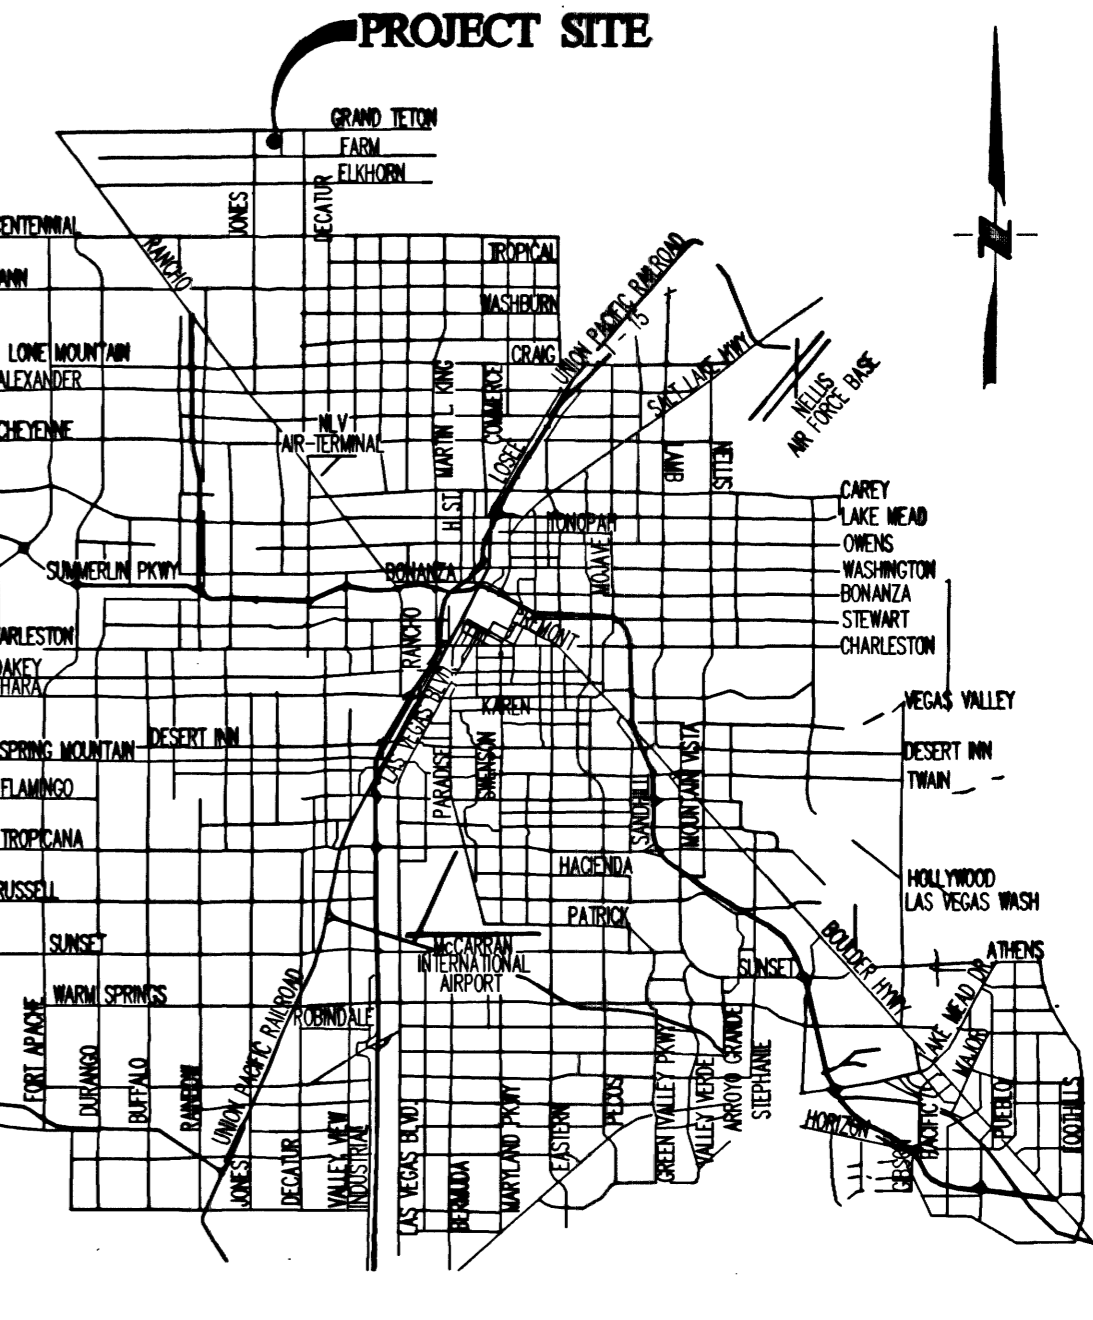 PROJECT SITE
GRAND TETON
FARM
ELKHORN
JONES
DECATUR
CENTENNIAL
RANCHO
TROPICAL
ANN
WASHBURN
UNION PACIFIC RAILROAD
I - 15
N
LONE MOUNTAIN
ALEXANDER
CRAIG
SALT LAKE HWY
NELLIS
AIR FORCE BASE
CHEYENNE
NLV
AIR-TERMINAL
MARTIN L. KING
COMMERCE
LOSEE
LAMB
NELLIS
H ST.
CAREY
LAKE MEAD
TONOPAH
OWENS
MOJAVE
SUMMERLIN PKWY
BONANZA
WASHINGTON
BONANZA
STEWART
CHARLESTON
ARLESTON
RANCHO
FREMONT
OAKEY
HARA
LAS VEGAS BLVD
KAREN
VEGAS VALLEY
SPRING MOUNTAIN
DESERT INN
DESERT INN
PARADISE
SWENSON
SANDHILL
MOUNTAIN VISTA
TWAIN
FLAMINGO
TROPICANA
HACIENDA
HOLLYWOOD
LAS VEGAS WASH
RUSSELL
PATRICK
BOULDER HYWY
SUNSET
McCARRAN
INTERNATIONAL
AIRPORT
SUNSET
ATHENS
LAKE MEAD DR
WARM SPRINGS
ROBINDALE
UNION PACIFIC RAILROAD
FORT APACHE
DURANGO
BUFFALO
RAINBOW
JONES
DECATUR
VALLEY VIEW
INDUSTRIAL
LAS VEGAS BLVD.
BERMUDA
MARYLAND PKWY
EASTERN
PECOS
GREEN VALLEY PKWY
VALLEY VERDE
ARROYO GRANDE
STEPHANIE
HORIZON
GIBSON
PACIFIC
MAJOR
PUEBLO
FOOTHILLS